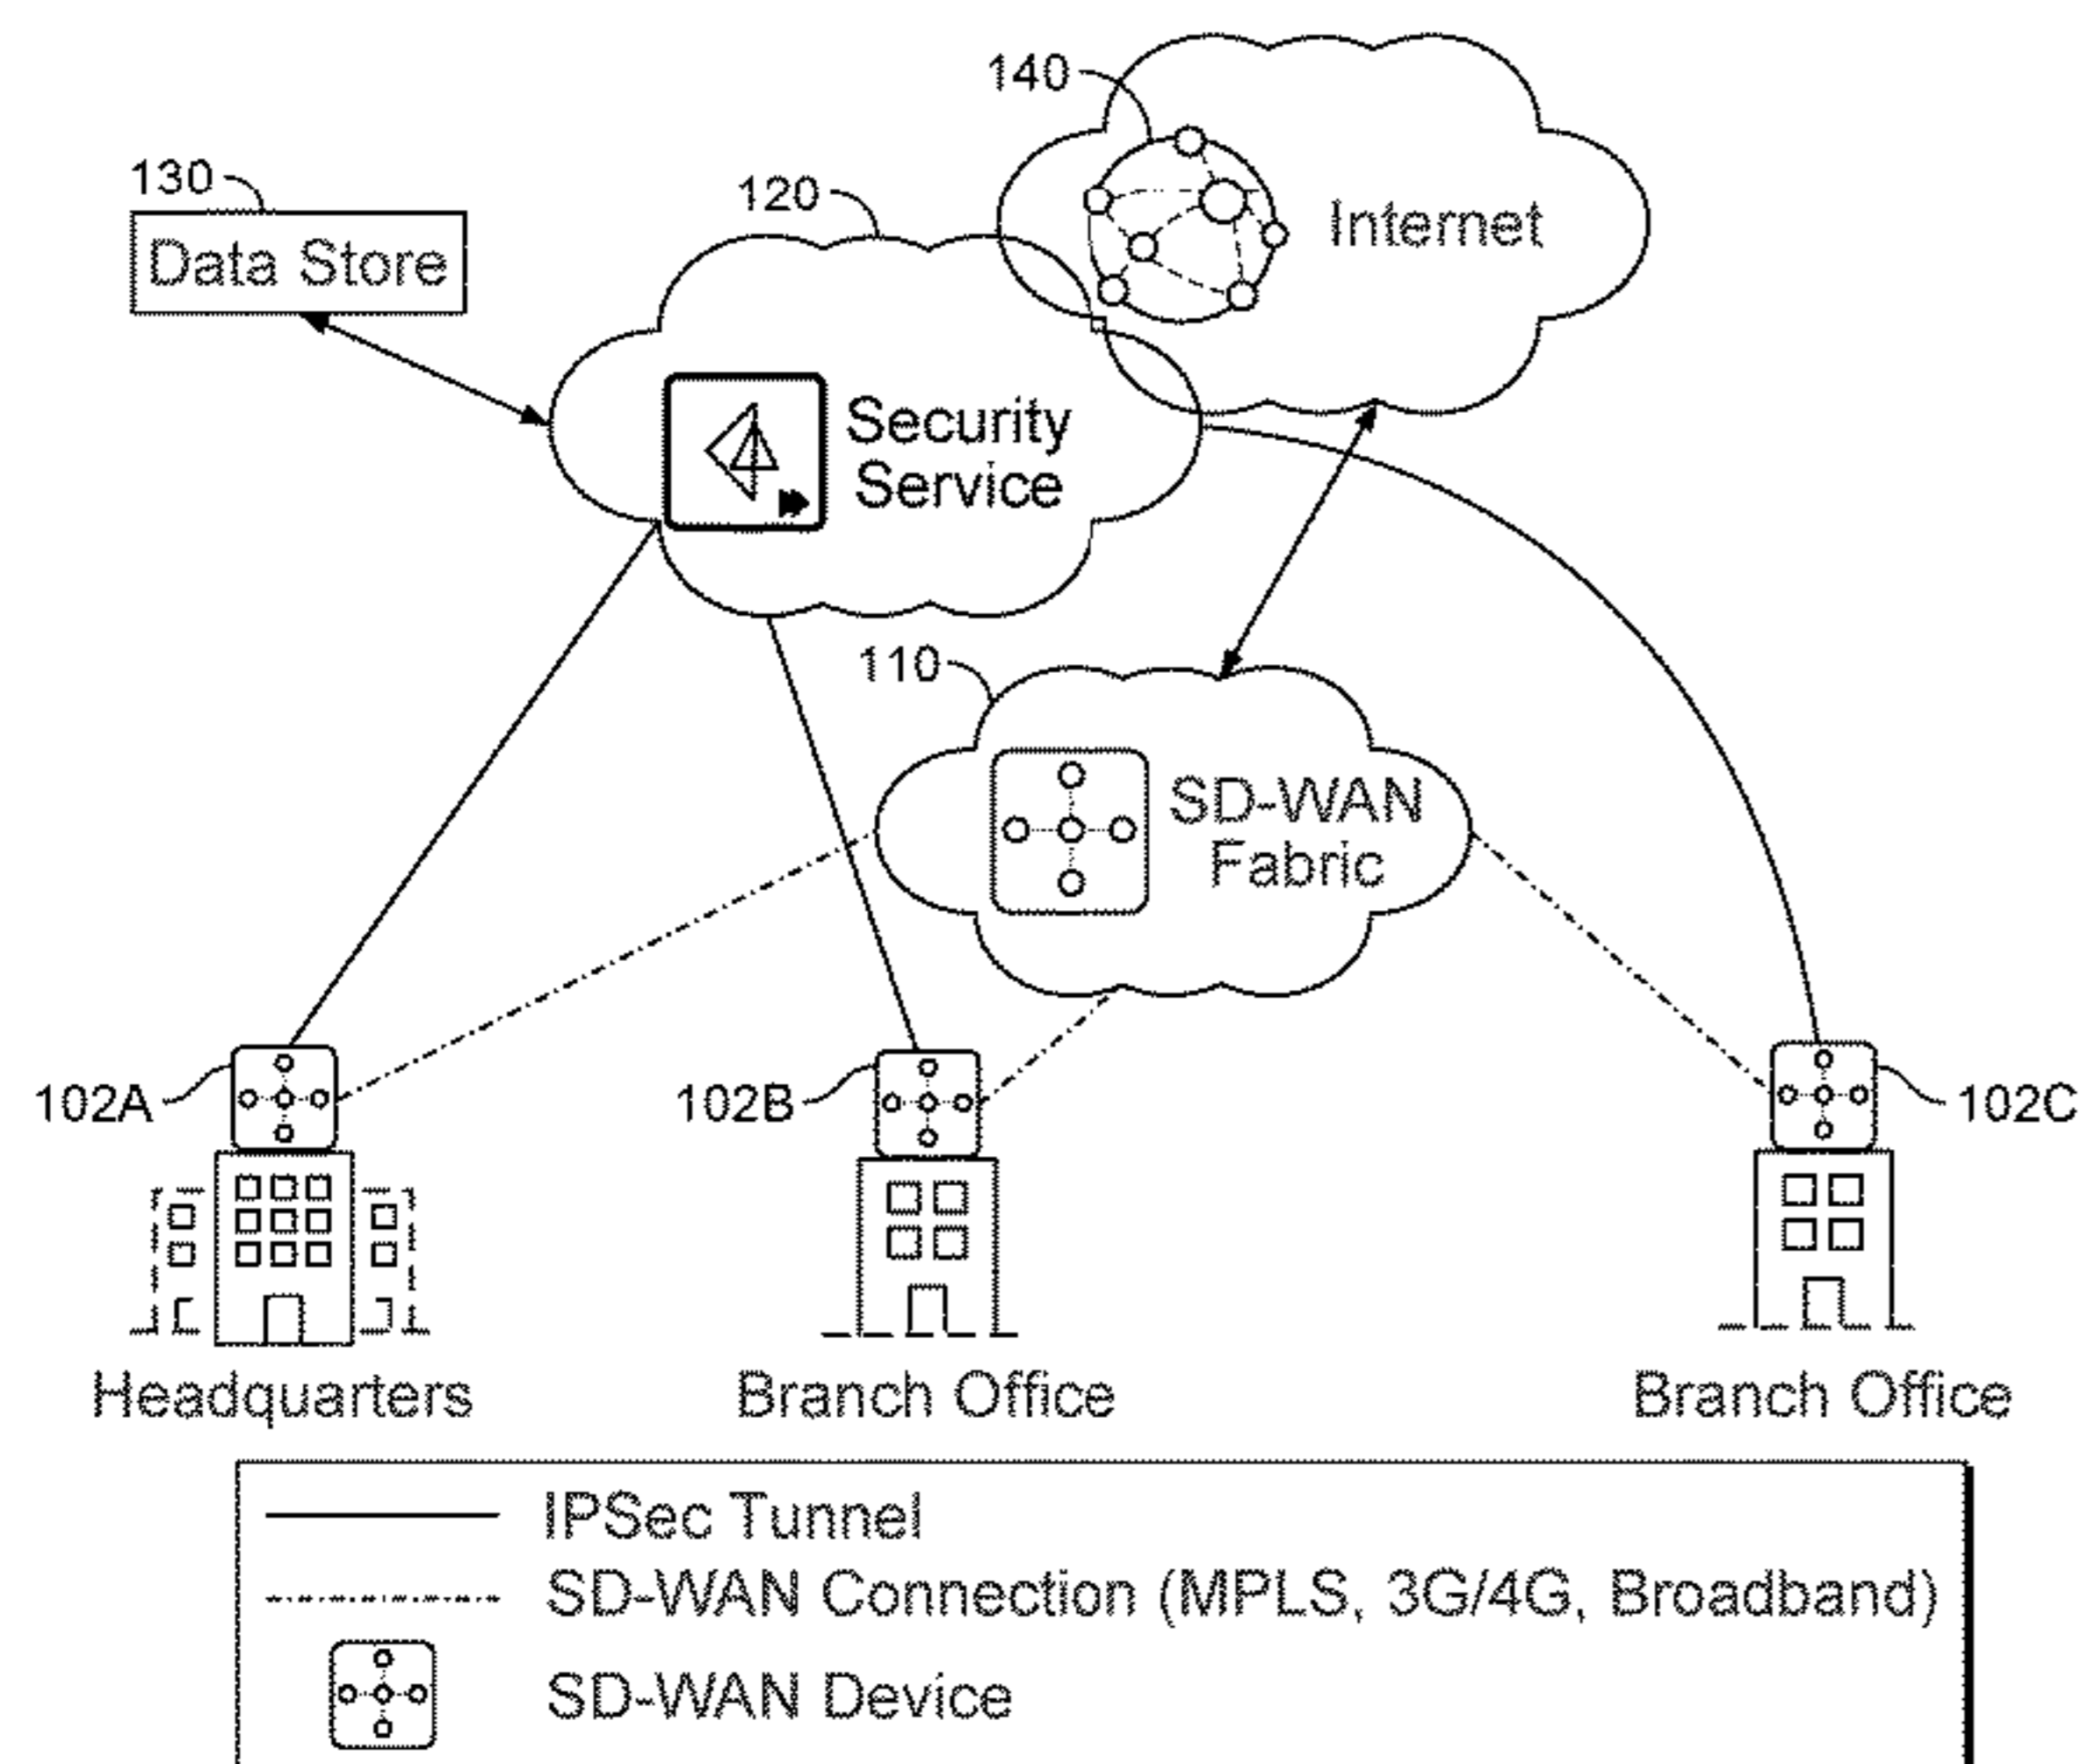 140
130
120
Internet
Data Store
Security
Service
110
SD-WAN
Fabric
102A
102B
102C
Headquarters
Branch Office
Branch Office
IPSec Tunnel
SD-WAN Connection (MPLS, 3G/4G, Broadband)
SD-WAN Device